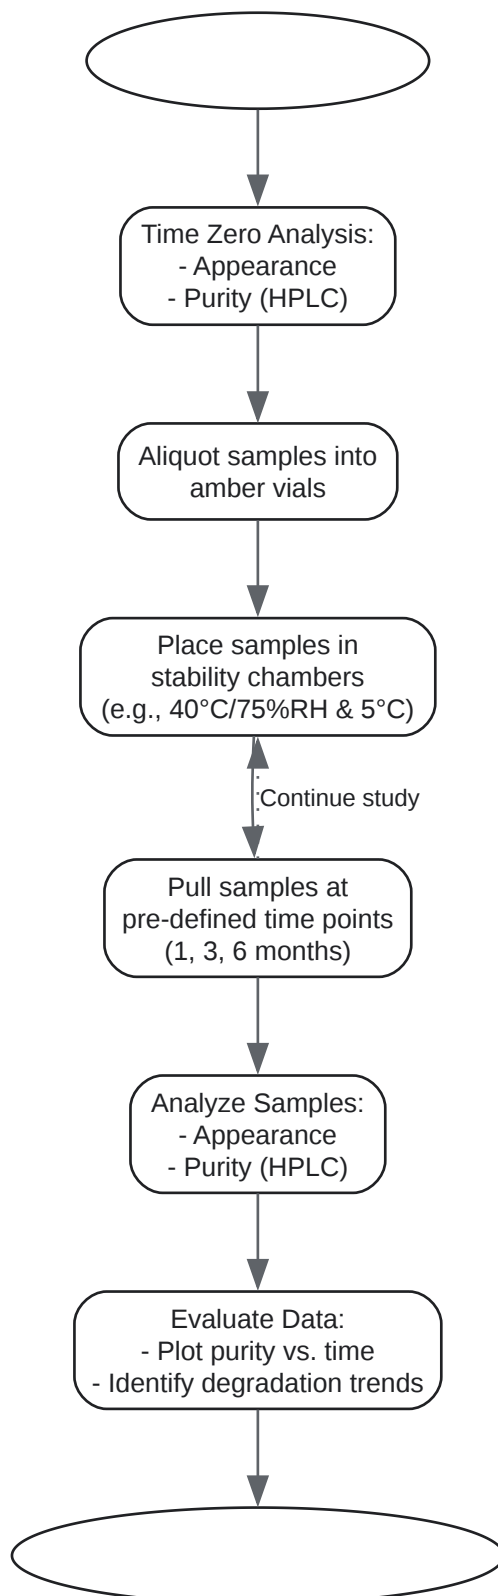 Time Zero Analysis:
- Appearance
- Purity (HPLC)
Aliquot samples into
amber vials
Place samples in
stability chambers
(e.g., 40°C/75%RH & 5°C)
Continue study
Pull samples at
pre-defined time points
(1, 3, 6 months)
Analyze Samples:
- Appearance
- Purity (HPLC)
Evaluate Data:
- Plot purity vs. time
- Identify degradation trends